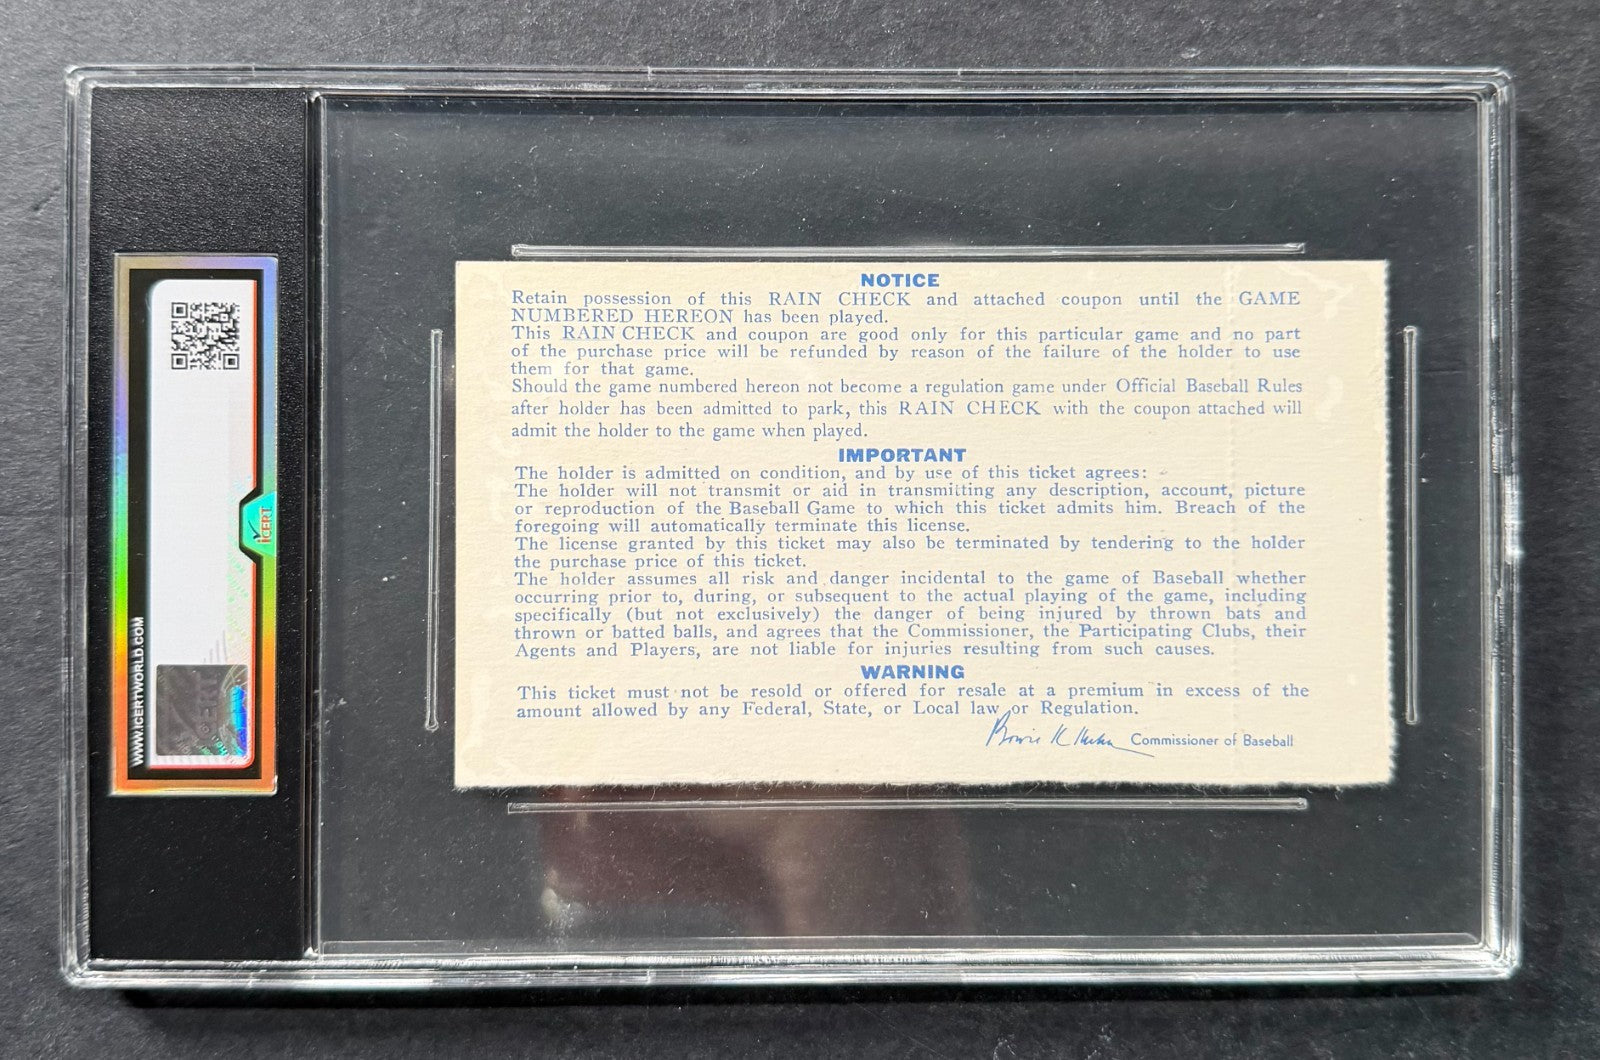 NOTICE
Retain possession of this RAIN CHECK and attached coupon until the GAME
NUMBERED HEREON has been played.
This RAIN CHECK and coupon are good only for this particular game and no part
of the purchase price will be refunded by reason of the failure of the holder to use
them for that game.
Should the game numbered hereon not become a regulation game under Official Baseball Rules
after holder has been admitted to park, this RAIN CHECK with the coupon attached will
admit the holder to the game when played.
IMPORTANT
The holder is admitted on condition, and by use of this ticket agrees:
The holder will not transmit or aid in transmitting any description, account, picture
or reproduction of the Baseball Game to which this ticket admits him. Breach of the
foregoing will automatically terminate this license.
The license granted by this ticket may also be terminated by tendering to the holder
the purchase price of this ticket.
The holder assumes all risk and danger incidental to the game of Baseball whether
occurring prior to, during, or subsequent to the actual playing of the game, including
specifically (but not exclusively) the danger of being injured by thrown bats and
thrown or batted balls, and agrees that the Commissioner, the Participating Clubs, their
Agents and Players, are not liable for injuries resulting from such causes.
WARNING
This ticket must not be resold or offered for resale at a premium in excess of the
amount allowed by any Federal, State, or Local law or Regulation.
Bowie K Kuhn Commissioner of Baseball
WWW.ICERTWORLD.COM
iCERT